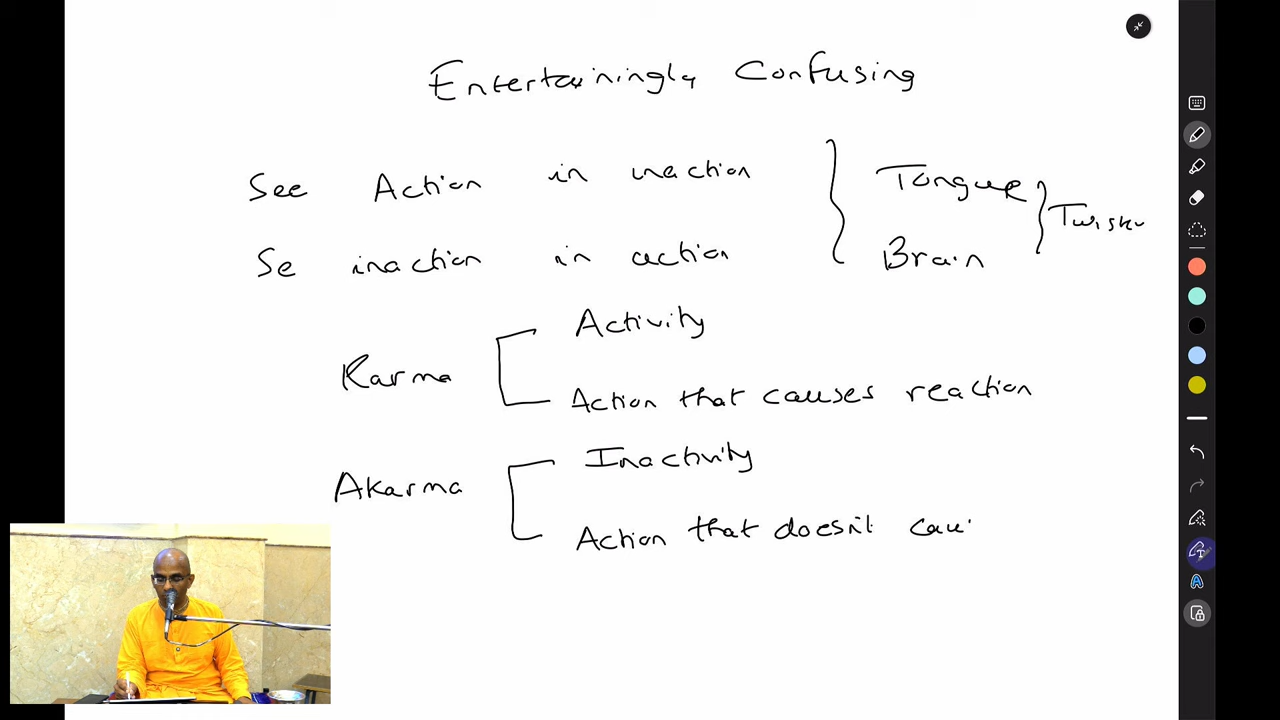 Entertainingly Confusing
See Action in inaction
Tongue
Se inaction in action
Brain
Activity
Karma
Action that causes reaction
Inactivity
Akarma
Action that doesn't cau